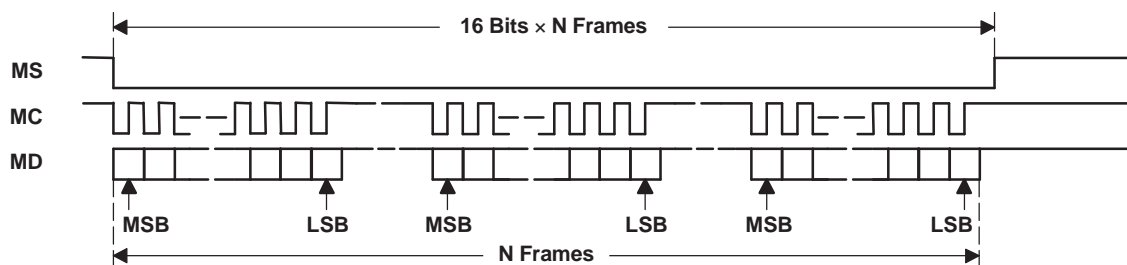 16 Bits × N Frames
MS
MC
MD
MSB LSB MSB LSB MSB LSB
N Frames